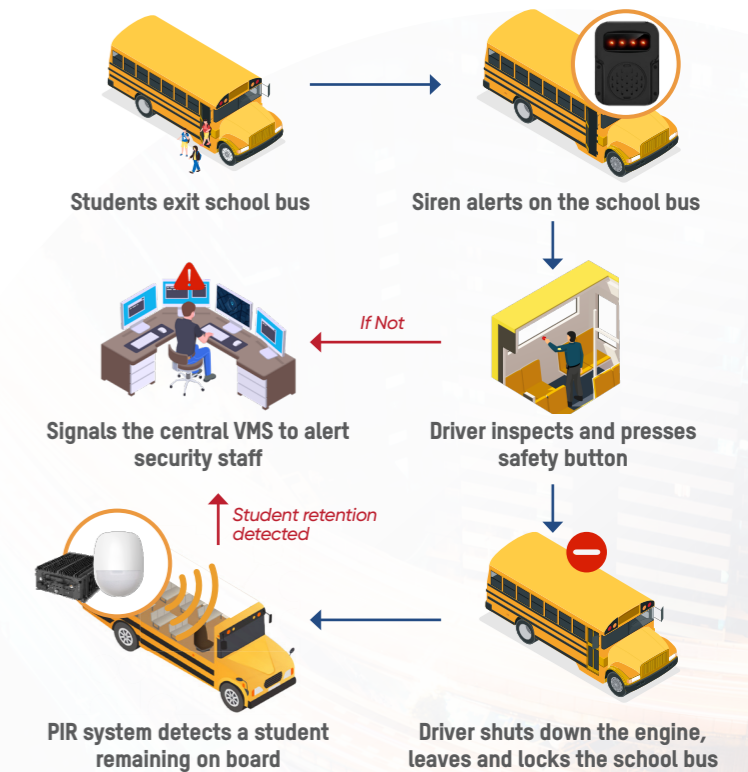 Students exit school bus
Siren alerts on the school bus
If Not
Signals the central VMS to alert
security staff
Driver inspects and presses
safety button
Student retention
detected
PIR system detects a student
remaining on board
Driver shuts down the engine,
leaves and locks the school bus